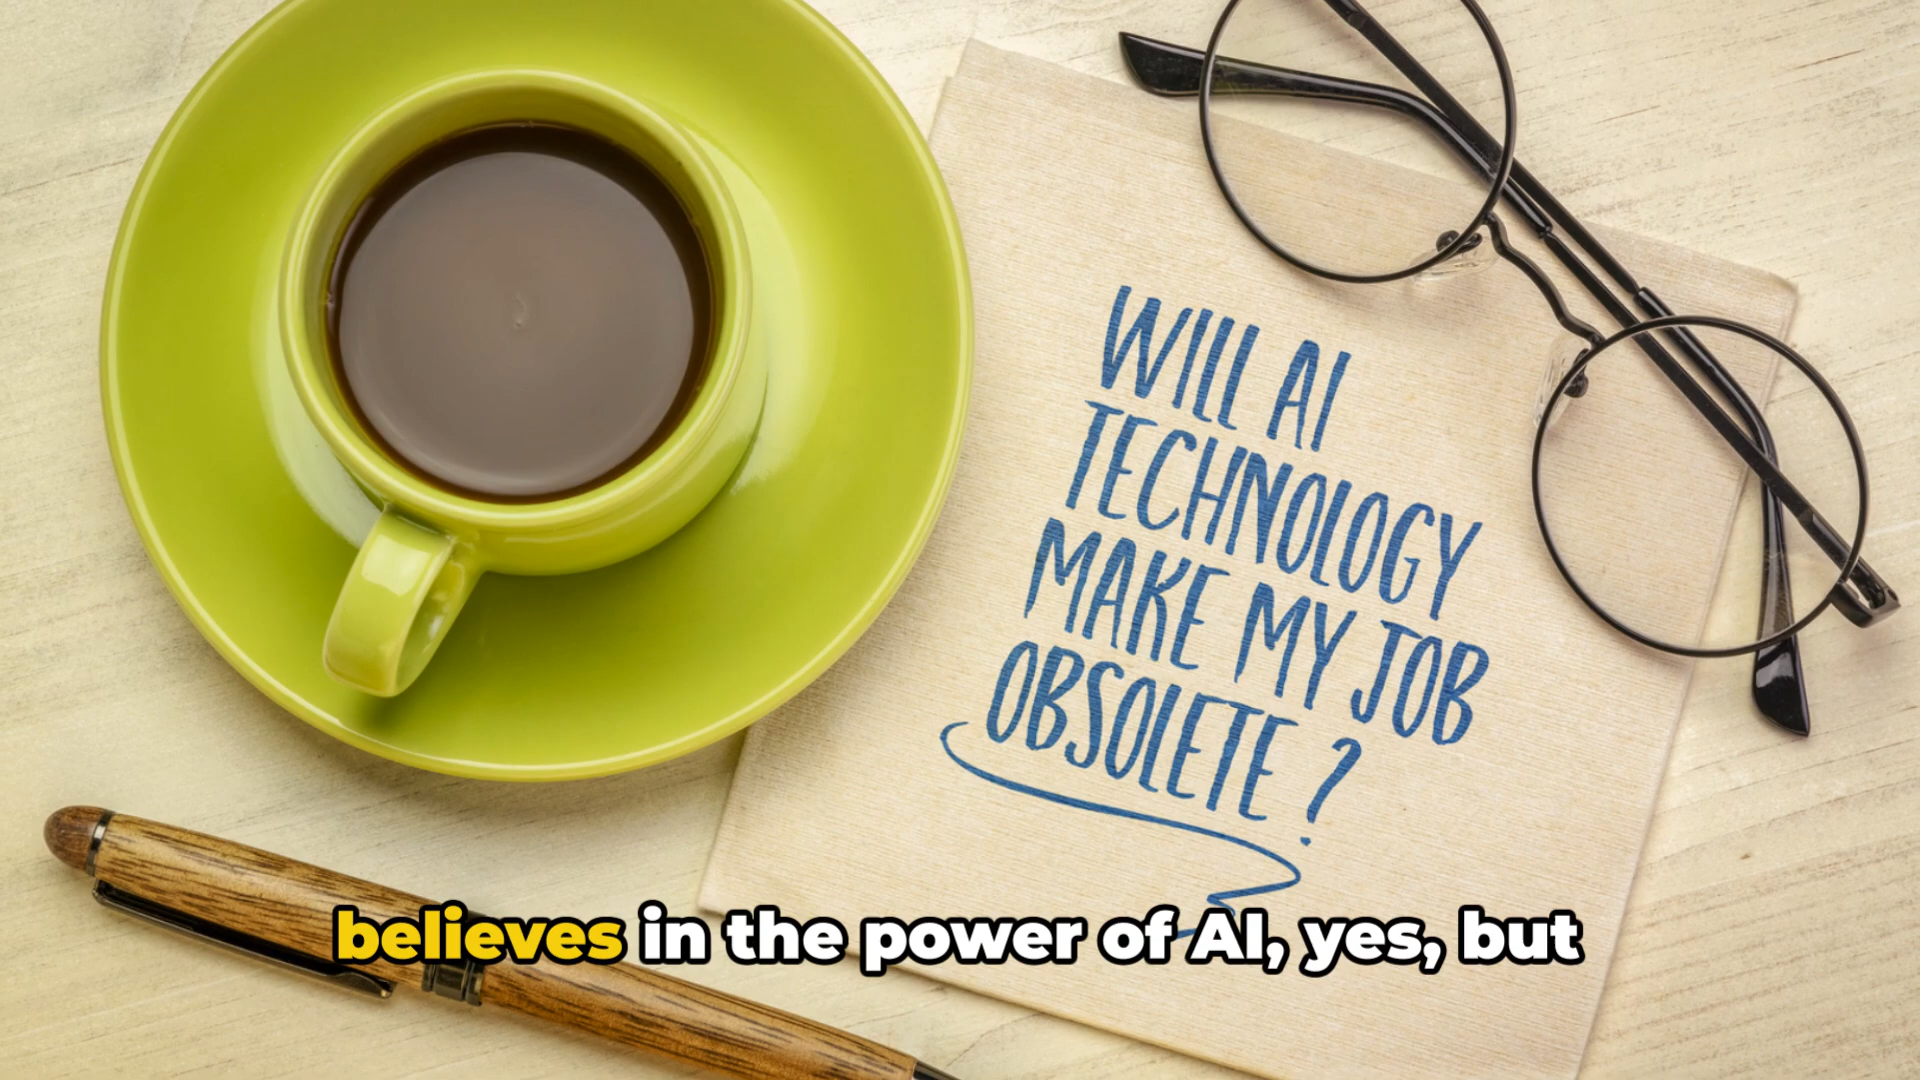 WILL AI
TECHNOLOGY
MAKE MY JOB
OBSOLETE?
believes in the power of AI, yes, but